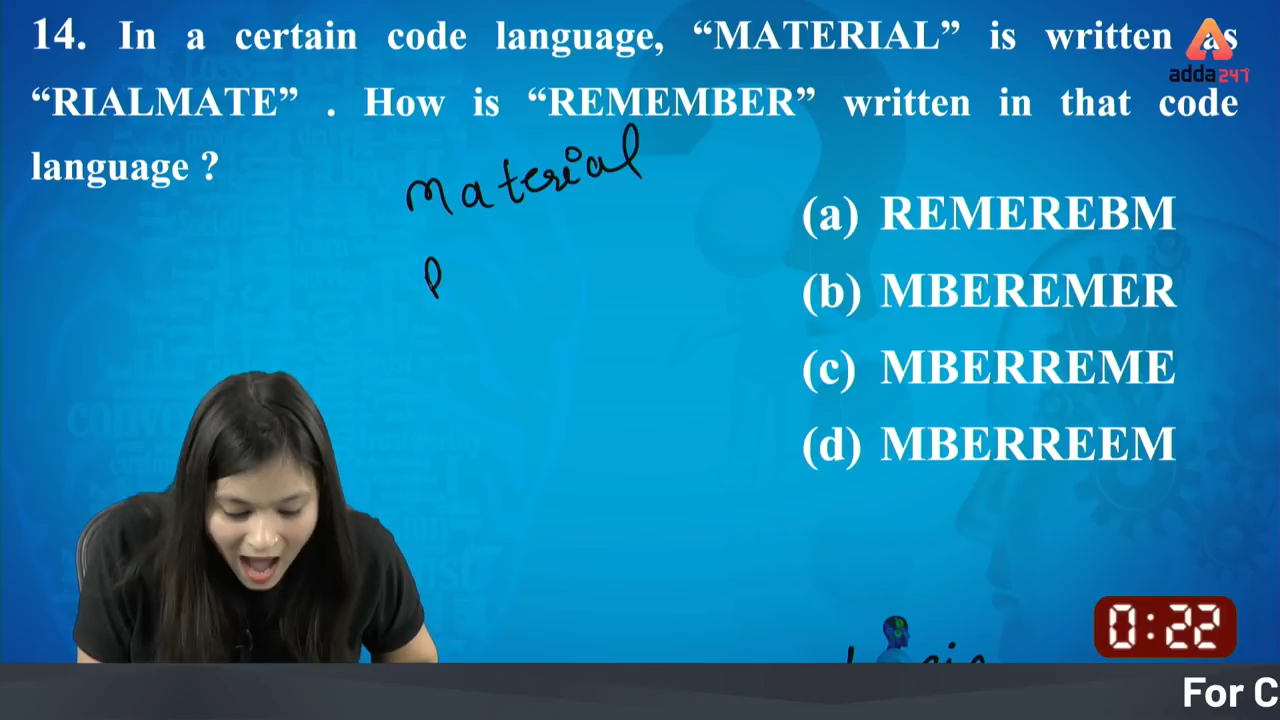 14. In a certain code language, “MATERIAL” is written as
“RIALMATE” . How is “REMEMBER” written in that code
language ?
adda247
Material
(a) REMEREBM
(b) MBEREMER
(c) MBERREME
(d) MBERREEM
0:22
For C